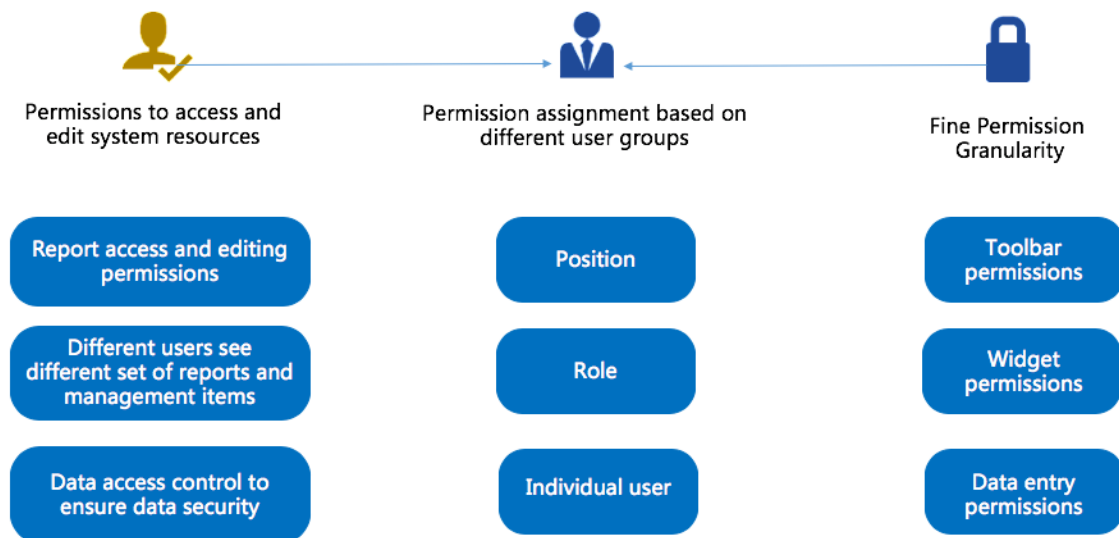 Permissions to access and
edit system resources
Permission assignment based on
different user groups
Fine Permission
Granularity
Report access and editing
permissions
Position
Toolbar
permissions
Different users see
different set of reports and
management items
Role
Widget
permissions
Data access control to
ensure data security
Individual user
Data entry
permissions